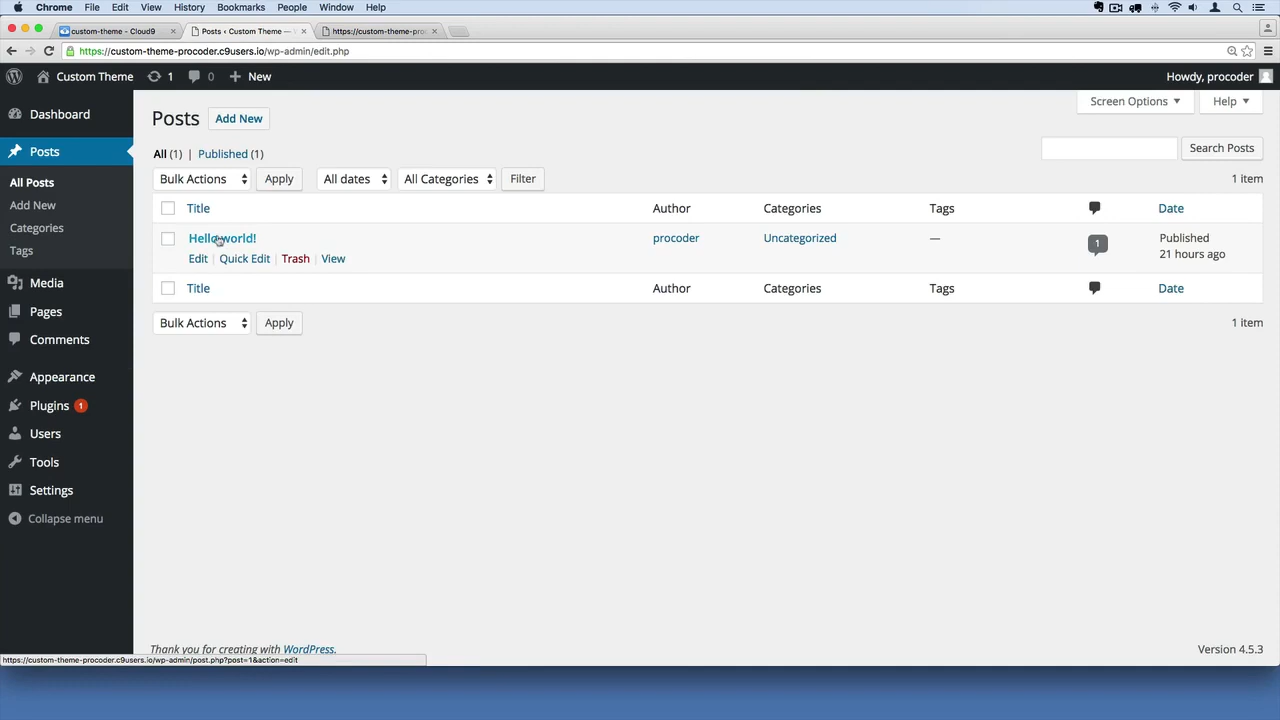 Chrome File Edit View History Bookmarks People Window Help
custom-theme - Cloud9
Posts ‹ Custom Theme —
https://custom-theme-pro
https://custom-theme-procoder.c9users.io/wp-admin/edit.php
Custom Theme 1 0 New
Howdy, procoder
Dashboard
Posts
All Posts
Add New
Categories
Tags
Media
Pages
Comments
Appearance
Plugins 1
Users
Tools
Settings
Collapse menu
Posts Add New
Screen Options Help
All (1) | Published (1)
Search Posts
Bulk Actions Apply All dates All Categories Filter
1 item
Title Author Categories Tags Date
Hello world! procoder Uncategorized — 1 Published
21 hours ago
Edit | Quick Edit | Trash | View
Title Author Categories Tags Date
Bulk Actions Apply
1 item
Thank you for creating with WordPress.
Version 4.5.3
https://custom-theme-procoder.c9users.io/wp-admin/post.php?post=1&action=edit